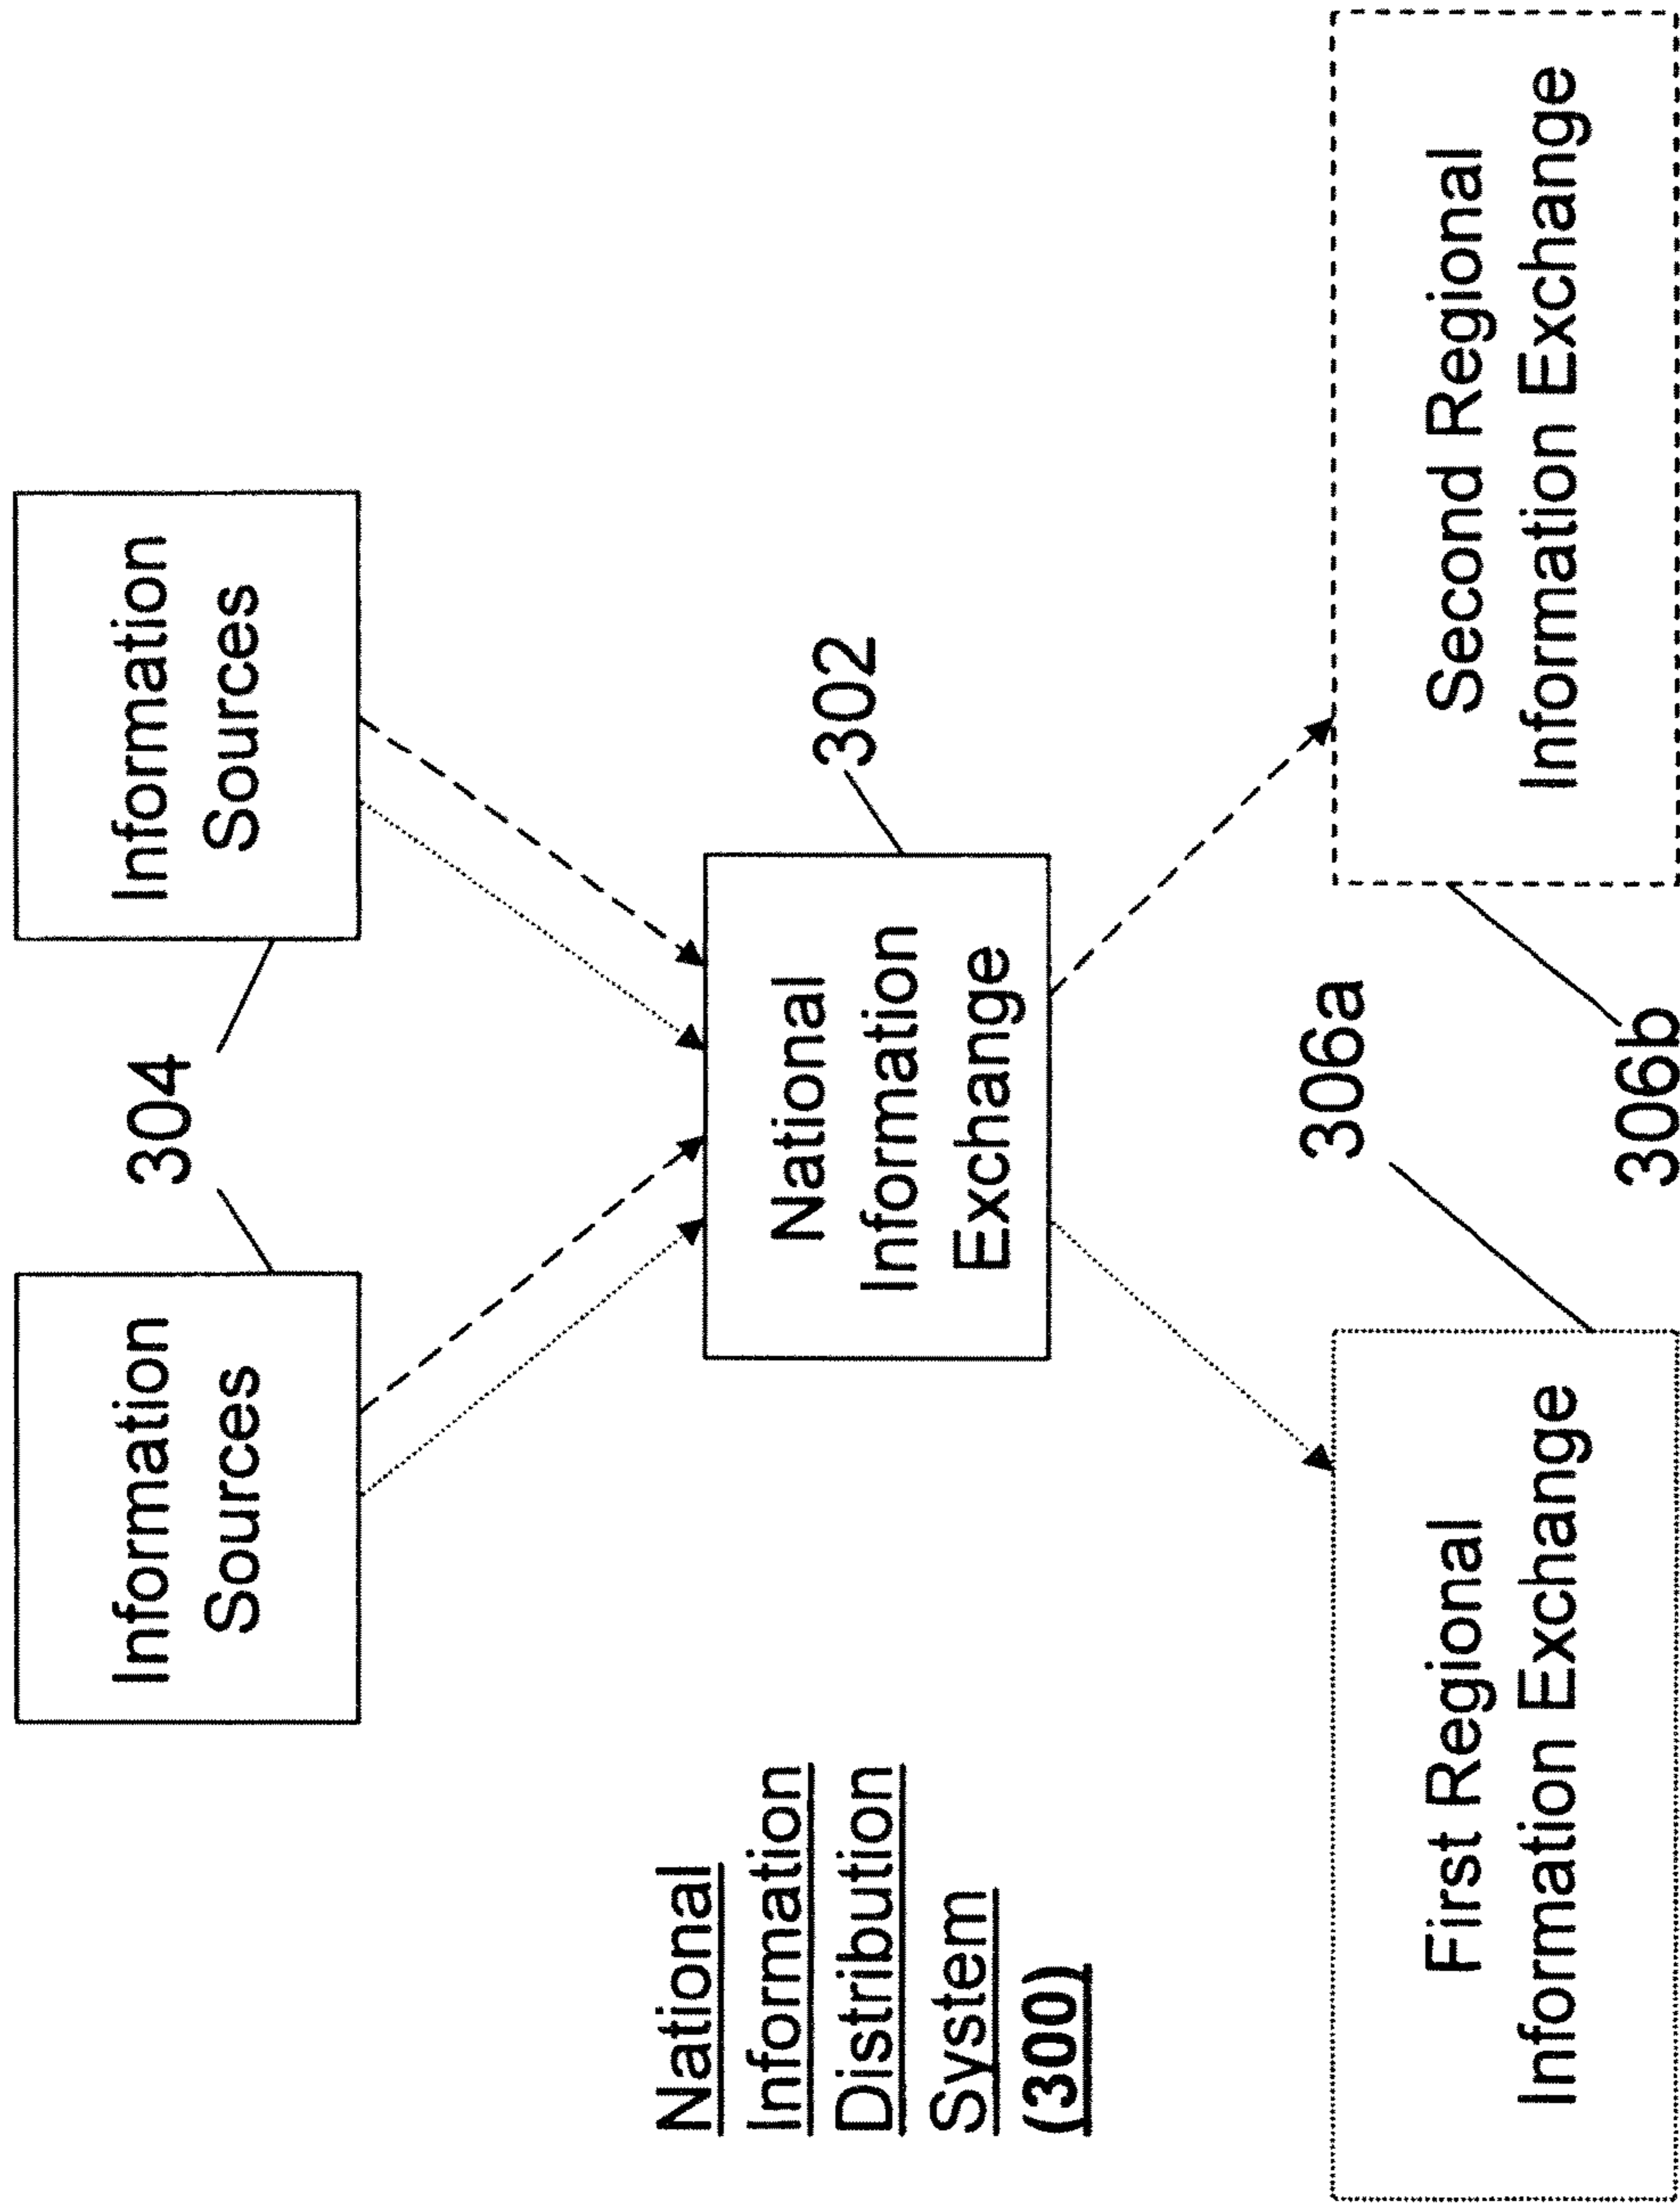 Information
Sources
304
Information
Sources
National
Information
Distribution
System
(300)
National
Information
Exchange
302
First Regional
Information Exchange
306a
306b
Second Regional
Information Exchange